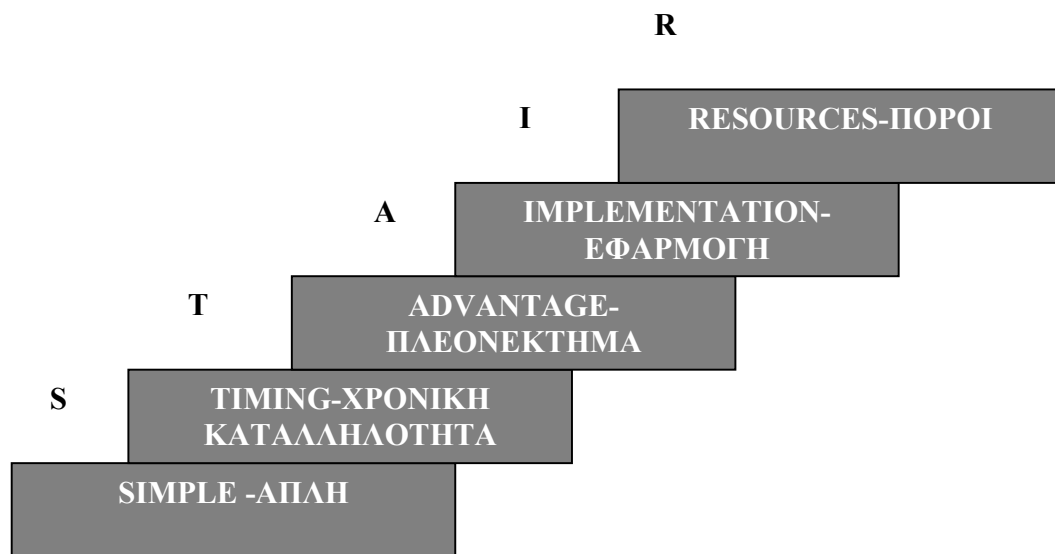 R
I
RESOURCES-ΠΟΡΟΙ
A
IMPLEMENTATION-
ΕΦΑΡΜΟΓΗ
T
ADVANTAGE-
ΠΛΕΟΝΕΚΤΗΜΑ
S
TIMING-ΧΡΟΝΙΚΗ
ΚΑΤΑΛΛΗΛΟΤΗΤΑ
SIMPLE -ΑΠΛΗ